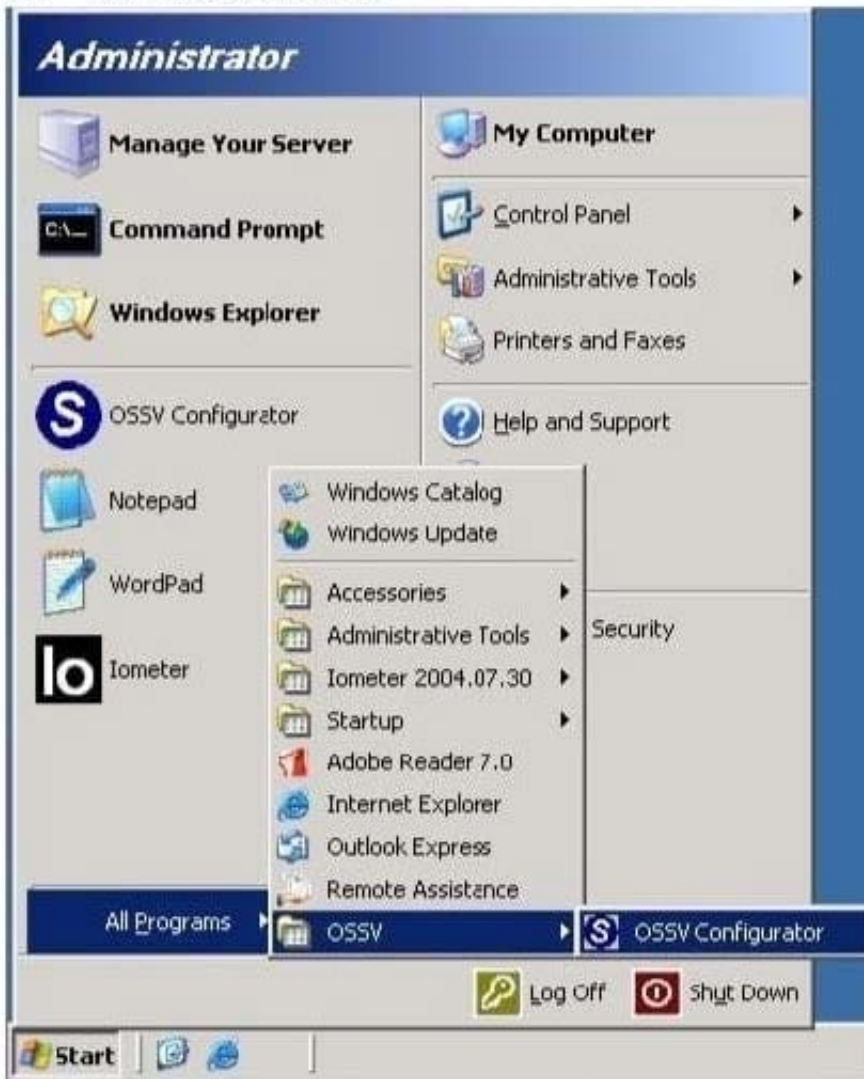 Administrator
Manage Your Server
Command Prompt
Windows Explorer
OSSV Configurator
Notepad
WordPad
Iometer
All Programs
My Computer
Control Panel
Administrative Tools
Printers and Faxes
Help and Support
Security
Windows Catalog
Windows Update
Accessories
Administrative Tools
Iometer 2004.07.30
Startup
Adobe Reader 7.0
Internet Explorer
Outlook Express
Remote Assistance
OSSV
OSSV Configurator
Log Off
Shut Down
Start